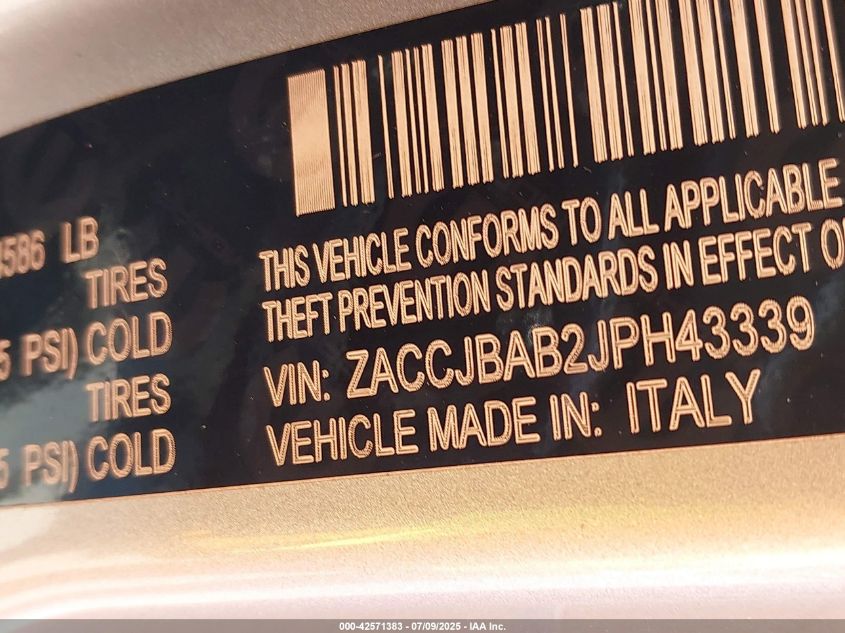 586 LB
TIRES
5 PSI) COLD
TIRES
5 PSI) COLD
THIS VEHICLE CONFORMS TO ALL APPLICABLE
THEFT PREVENTION STANDARDS IN EFFECT O
VIN: ZACCJBAB2JPH43339
VEHICLE MADE IN: ITALY
000-42571383 - 07/09/2025 - IAA Inc.